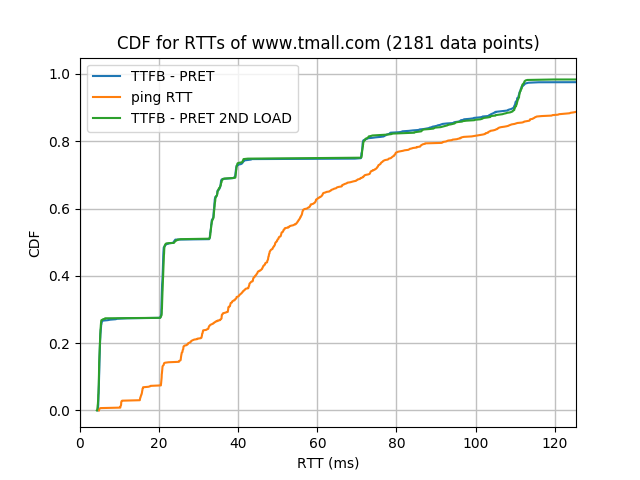 CDF for RTTs of www.tmall.com (2181 data points)
TTFB - PRET
ping RTT
TTFB - PRET 2ND LOAD
1.0
0.8
0.6
0.4
0.2
0.0
CDF
0 20 40 60 80 100 120
RTT (ms)